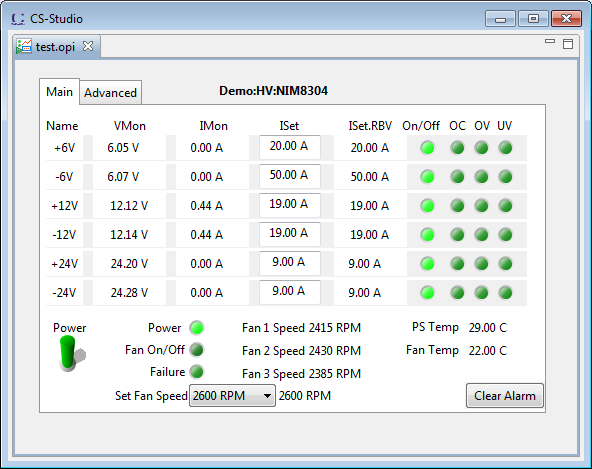 CS-Studio
test.opi
Main Advanced Demo:HV:NIM8304
Name VMon IMon ISet ISet.RBV On/Off OC OV UV
+6V 6.05 V 0.00 A 20.00 A 20.00 A
-6V 6.07 V 0.00 A 50.00 A 50.00 A
+12V 12.12 V 0.44 A 19.00 A 19.00 A
-12V 12.14 V 0.44 A 19.00 A 19.00 A
+24V 24.20 V 0.00 A 9.00 A 9.00 A
-24V 24.28 V 0.00 A 9.00 A 9.00 A
Power Power Fan 1 Speed 2415 RPM PS Temp 29.00 C
Fan On/Off Fan 2 Speed 2430 RPM Fan Temp 22.00 C
Failure Fan 3 Speed 2385 RPM
Set Fan Speed 2600 RPM 2600 RPM Clear Alarm